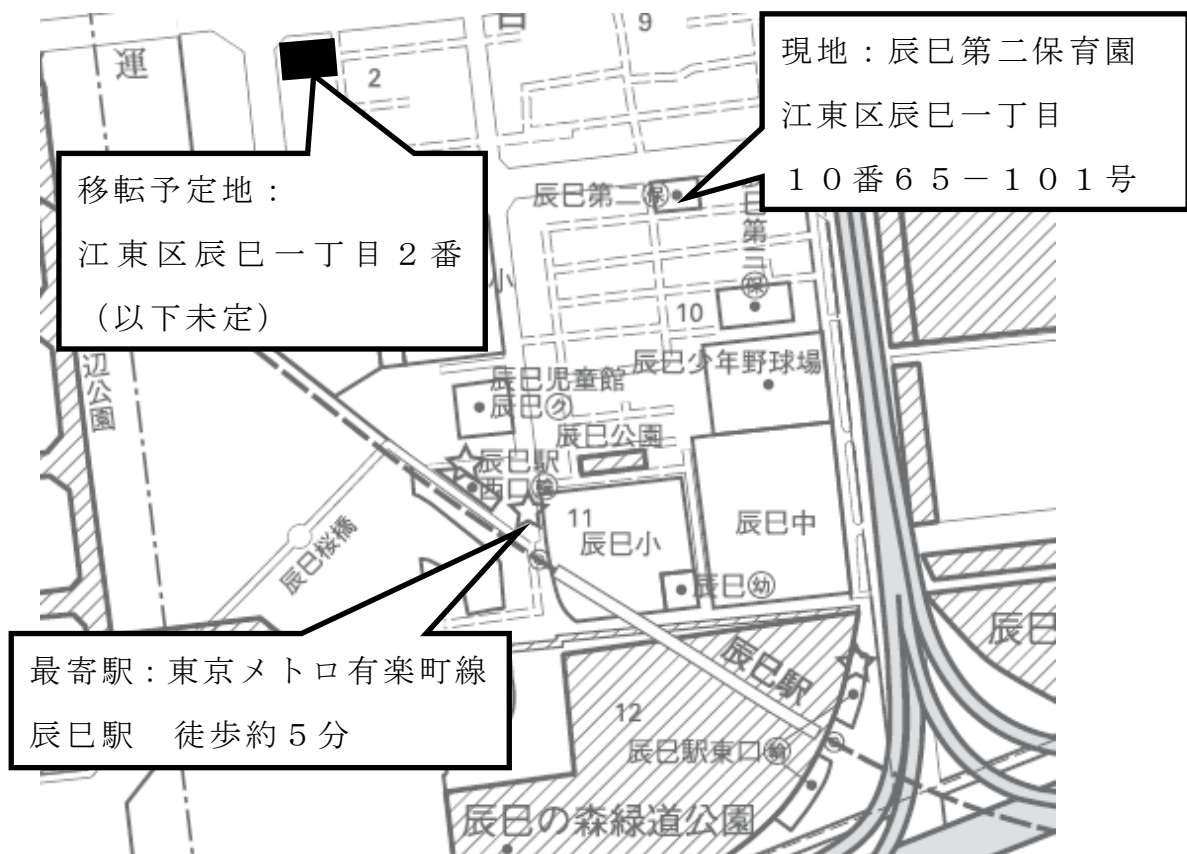 運
2
9
現地：辰巳第二保育園
江東区辰巳一丁目
１０番６５－１０１号
移転予定地：
江東区辰巳一丁目２番
（以下未定）
辰巳第二㋭
巳第三
保
小
10
辺公園
辰巳児童館
辰巳㋗
辰巳少年野球場
辰巳公園
辰巳駅
西口輪
11
辰巳小
辰巳中
辰巳幼
辰巳桜橋
最寄駅：東京メトロ有楽町線
辰巳駅　徒歩約５分
辰巳駅
辰巳
12
辰巳駅東口輪
辰巳の森緑道公園